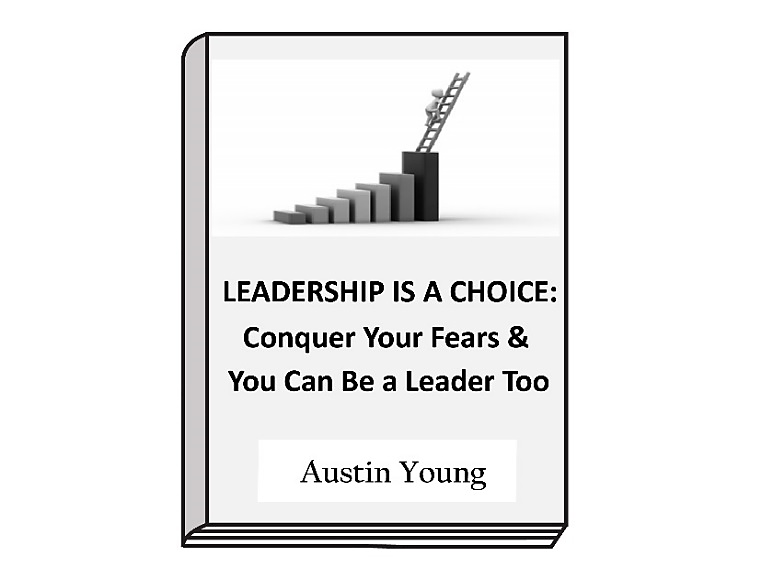 LEADERSHIP IS A CHOICE:
Conquer Your Fears &
You Can Be a Leader Too
Austin Young